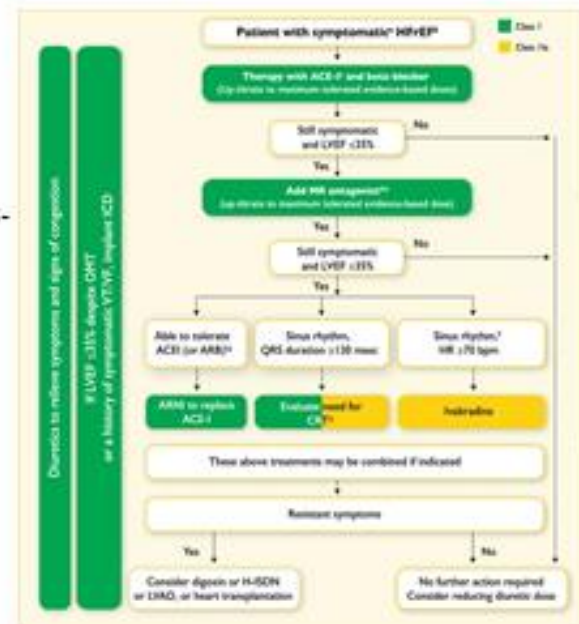 Patient with symptomatic HFrEF
Class I
Class IIa
Therapy with ACE-I and beta-blocker
(Up-titrate to maximum tolerated evidence-based doses)
Still symptomatic
and LVEF ≤35%
No
Yes
Add MR antagonist
(up-titrate to maximum tolerated evidence-based dose)
Yes
Still symptomatic
and LVEF ≤35%
No
Yes
Able to tolerate
ACEI (or ARB)
Sinus rhythm,
QRS duration ≥130 msec
Sinus rhythm,
HR ≥70 bpm
ARNI to replace
ACE-I
Evaluate need for
CRT
Ivabradine
These above treatments may be combined if indicated
Resistant symptoms
Yes
No
Consider digoxin or H-ISDN
or LVAD, or heart transplantation
No further action required
Consider reducing diuretic dose
Diuretics to relieve symptoms and signs of congestion
If LVEF ≤35% despite OMT
or a history of symptomatic VT/VF, implant ICD